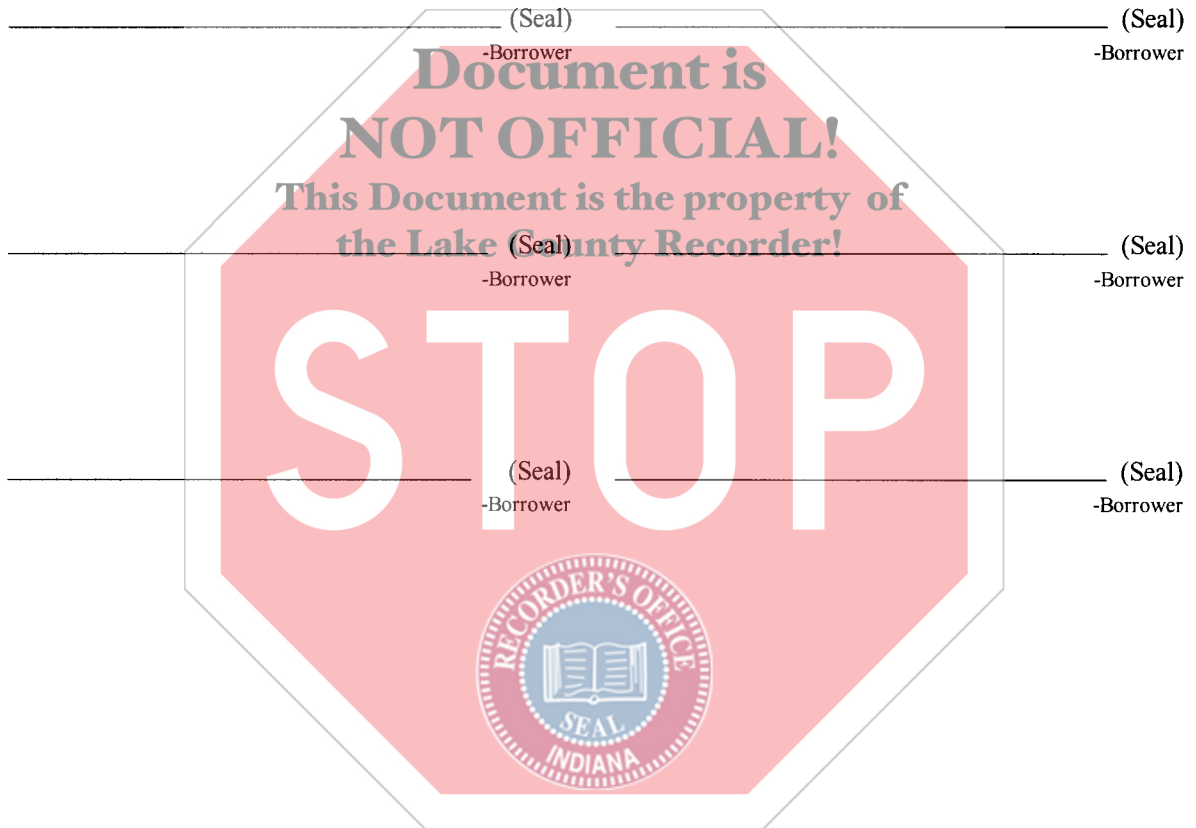 (Seal) (Seal)
-Borrower -Borrower
Document is
NOT OFFICIAL!
This Document is the property of
the Lake County Recorder!
(Seal) (Seal)
-Borrower -Borrower
STOP
(Seal) (Seal)
-Borrower -Borrower
RECORDER'S OFFICE
SEAL
INDIANA